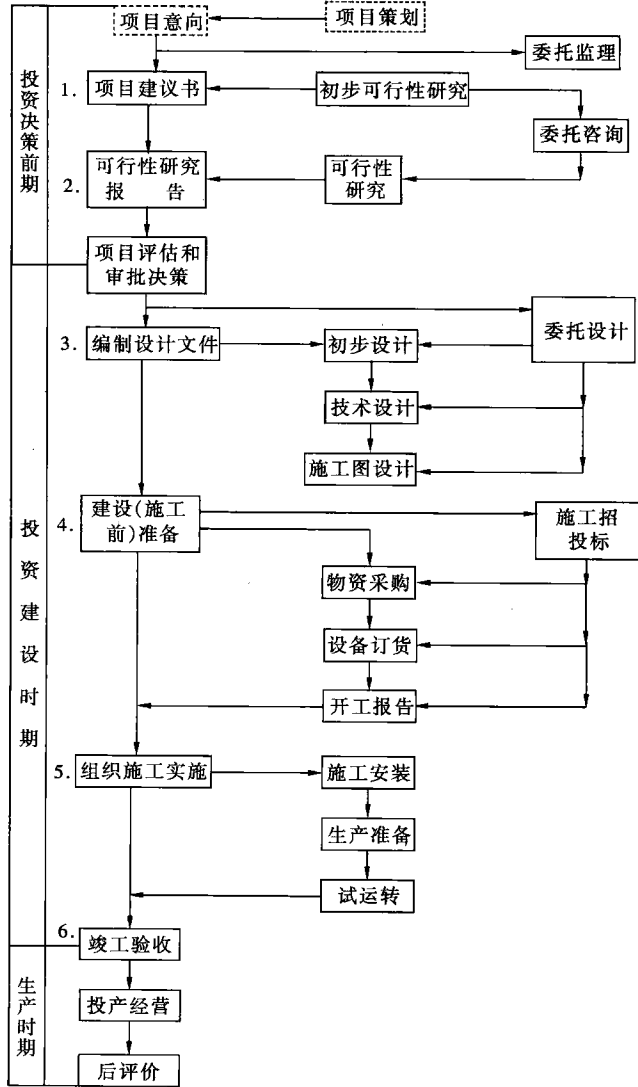 项目意向
项目策划
委托监理
1.
项目建议书
初步可行性研究
委托咨询
2.
可行性研究
报 告
可行性
研究
项目评估和
审批决策
投资决策前期
3.
编制设计文件
初步设计
委托设计
技术设计
施工图设计
4.
建设(施工
前)准备
施工招
投标
物资采购
设备订货
开工报告
投资建设时期
5.
组织施工实施
施工安装
生产准备
试运转
6.
竣工验收
投产经营
后评价
生产时期